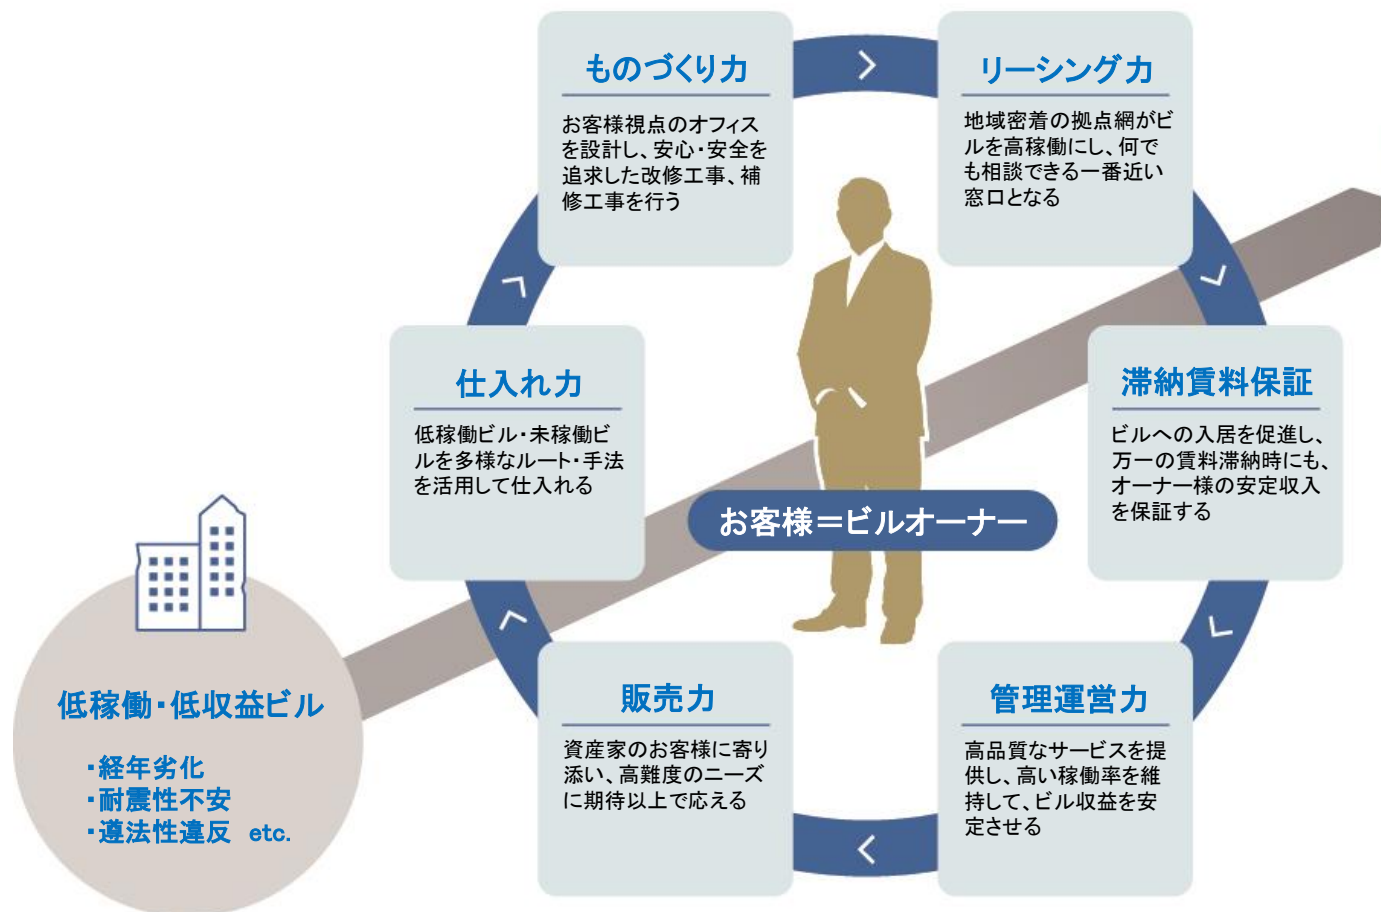 ものづくり力
お客様視点のオフィス
を設計し、安心・安全を
追求した改修工事、補
修工事を行う
リーシング力
地域密着の拠点網がビ
ルを高稼働にし、何で
も相談できる一番近い
窓口となる
仕入れ力
低稼働ビル・未稼働ビ
ルを多様なルート・手法
を活用して仕入れる
滞納賃料保証
ビルへの入居を促進し、
万一の賃料滞納時にも、
オーナー様の安定収入
を保証する
お客様＝ビルオーナー
低稼働・低収益ビル
・経年劣化
・耐震性不安
・遵法性違反 etc.
販売力
資産家のお客様に寄り
添い、高難度のニーズ
に期待以上で応える
管理運営力
高品質なサービスを提
供し、高い稼働率を維
持して、ビル収益を安
定させる